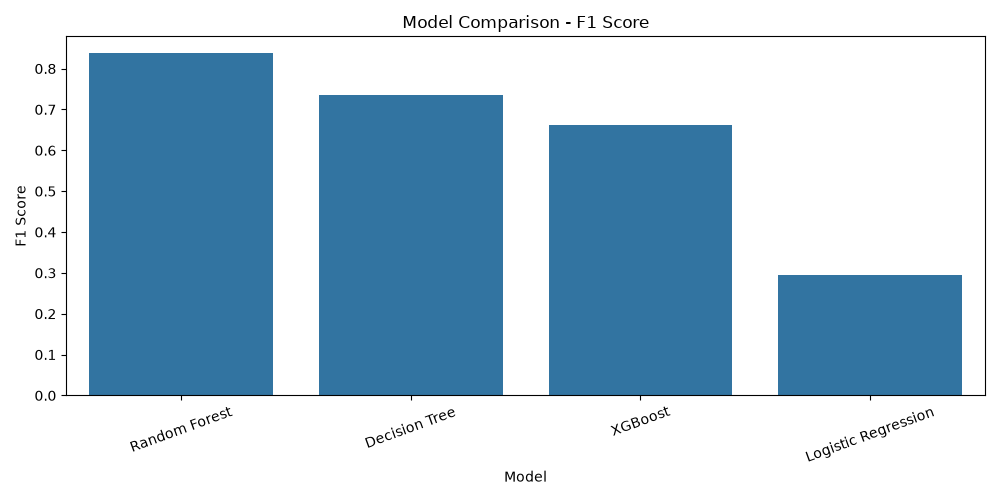 Model Comparison - F1 Score
F1 Score
0.8
0.7
0.6
0.5
0.4
0.3
0.2
0.1
0.0
Random Forest
Decision Tree
XGBoost
Logistic Regression
Model